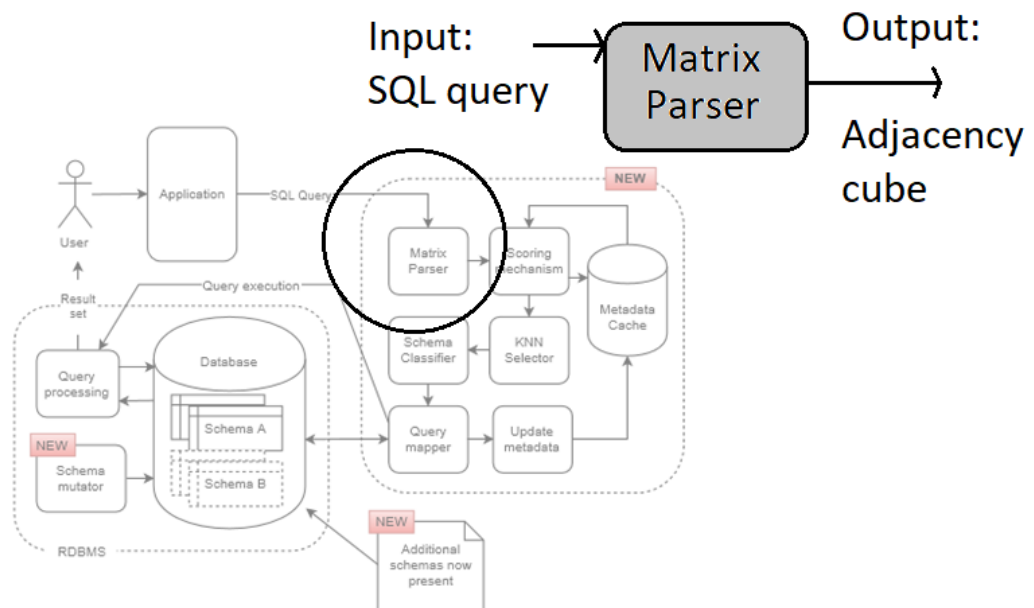 Input:
SQL query
Matrix
Parser
Output:
Adjacency
cube
NEW
Application
SQL Query
User
Matrix
Parser
Scoring
mechanism
Metadata
Cache
Query execution
Result
set
Schema
Classifier
KNN
Selector
Database
Query
processing
Schema A
Query
mapper
Update
metadata
NEW
Schema
mutator
Schema B
NEW
RDBMS
Additional
schemas now
present